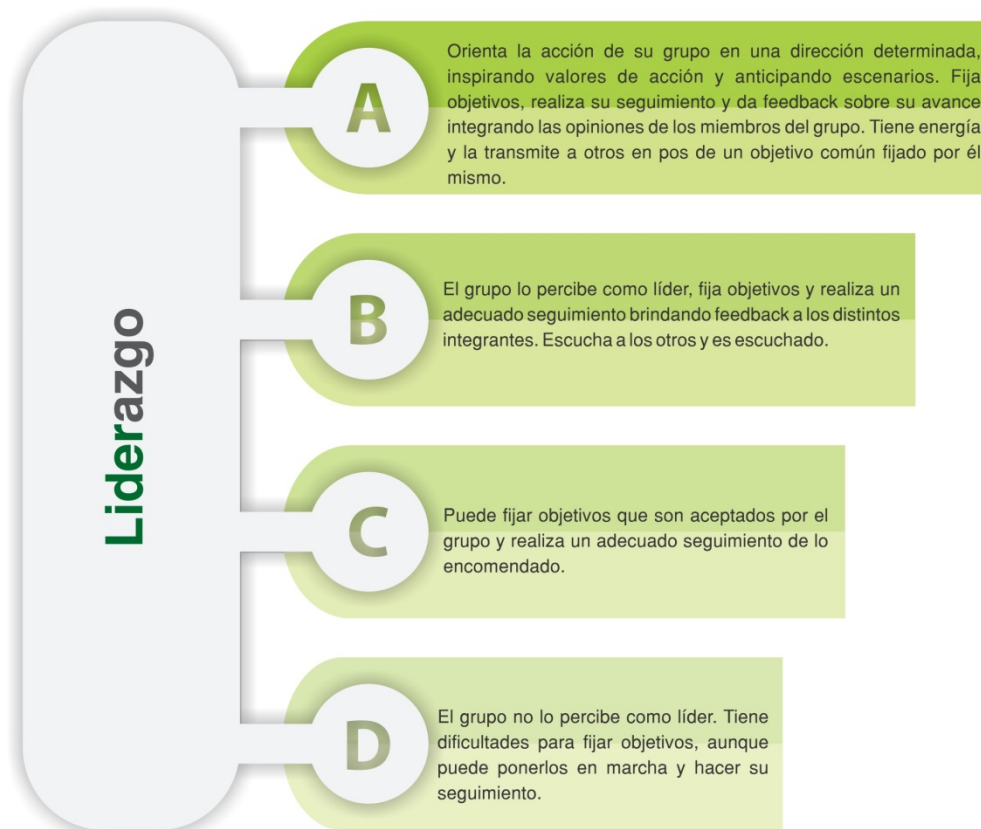 Liderazgo
A
Orienta la acción de su grupo en una dirección determinada,
inspirando valores de acción y anticipando escenarios. Fija
objetivos, realiza su seguimiento y da feedback sobre su avance
integrando las opiniones de los miembros del grupo. Tiene energía
y la transmite a otros en pos de un objetivo común fijado por él
mismo.
B
El grupo lo percibe como líder, fija objetivos y realiza un
adecuado seguimiento brindando feedback a los distintos
integrantes. Escucha a los otros y es escuchado.
C
Puede fijar objetivos que son aceptados por el
grupo y realiza un adecuado seguimiento de lo
encomendado.
D
El grupo no lo percibe como líder. Tiene
dificultades para fijar objetivos, aunque
puede ponerlos en marcha y hacer su
seguimiento.